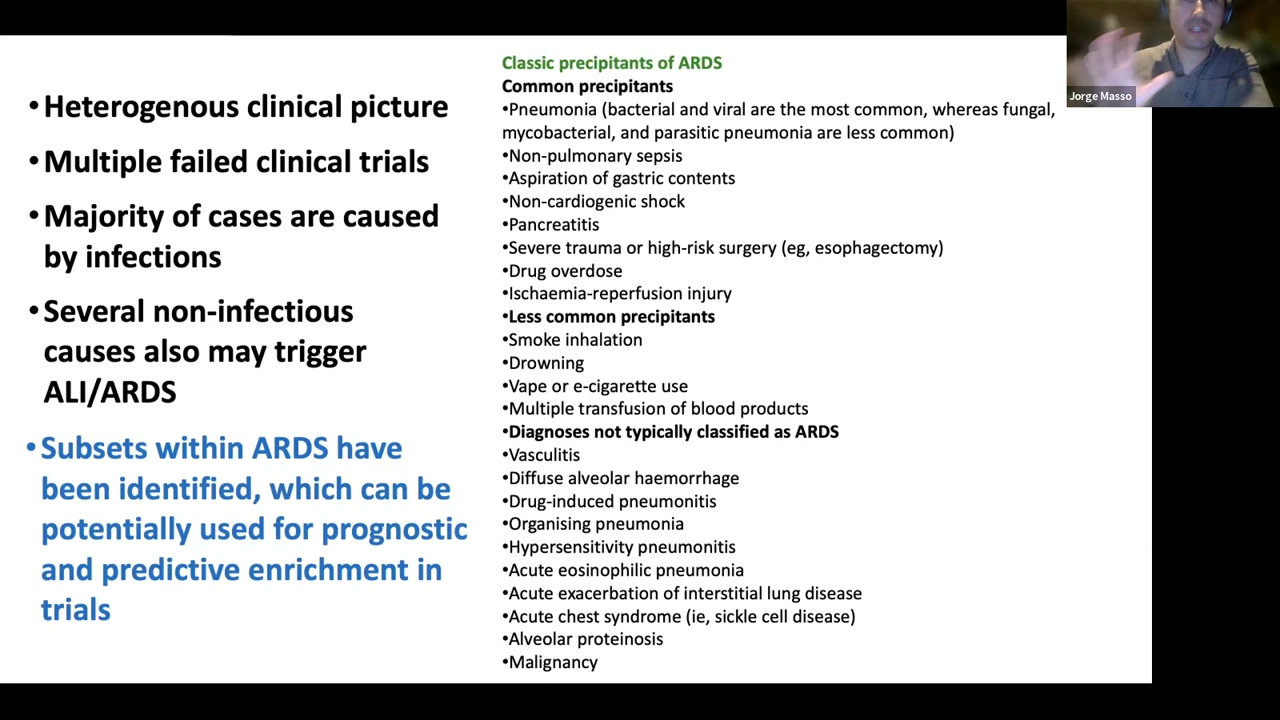 •Heterogenous clinical picture
•Multiple failed clinical trials
•Majority of cases are caused
by infections
•Several non-infectious
causes also may trigger
ALI/ARDS
•Subsets within ARDS have
been identified, which can be
potentially used for prognostic
and predictive enrichment in
trials
Classic precipitants of ARDS
Common precipitants
•Pneumonia (bacterial and viral are the most common, whereas fungal,
mycobacterial, and parasitic pneumonia are less common)
•Non-pulmonary sepsis
•Aspiration of gastric contents
•Non-cardiogenic shock
•Pancreatitis
•Severe trauma or high-risk surgery (eg, esophagectomy)
•Drug overdose
•Ischaemia-reperfusion injury
•Less common precipitants
•Smoke inhalation
•Drowning
•Vape or e-cigarette use
•Multiple transfusion of blood products
•Diagnoses not typically classified as ARDS
•Vasculitis
•Diffuse alveolar haemorrhage
•Drug-induced pneumonitis
•Organising pneumonia
•Hypersensitivity pneumonitis
•Acute eosinophilic pneumonia
•Acute exacerbation of interstitial lung disease
•Acute chest syndrome (ie, sickle cell disease)
•Alveolar proteinosis
•Malignancy
Jorge Masso